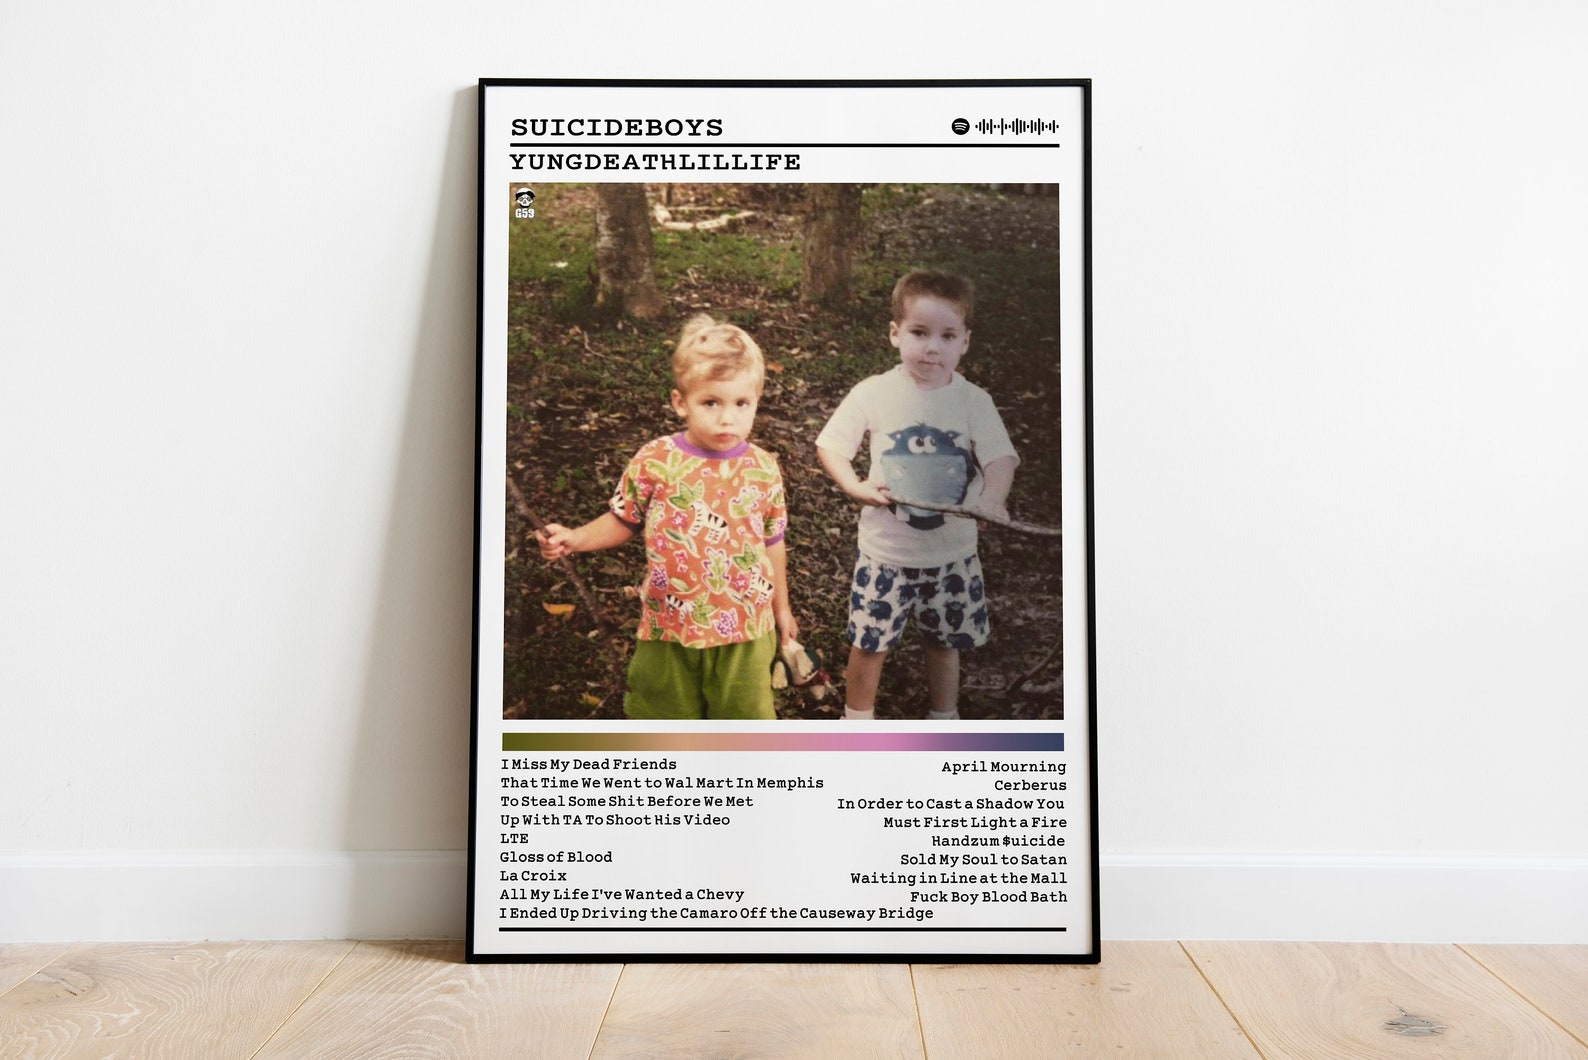 SUICIDEBOYS
YUNGDEATHLILLIFE
G59
I Miss My Dead Friends
That Time We Went to Wal Mart In Memphis
To Steal Some Shit Before We Met
Up With TA To Shoot His Video
LTE
Gloss of Blood
La Croix
All My Life I've Wanted a Chevy
I Ended Up Driving the Camaro Off the Causeway Bridge
April Mourning
Cerberus
In Order to Cast a Shadow You
Must First Light a Fire
Handzum $uicide
Sold My Soul to Satan
Waiting in Line at the Mall
Fuck Boy Blood Bath